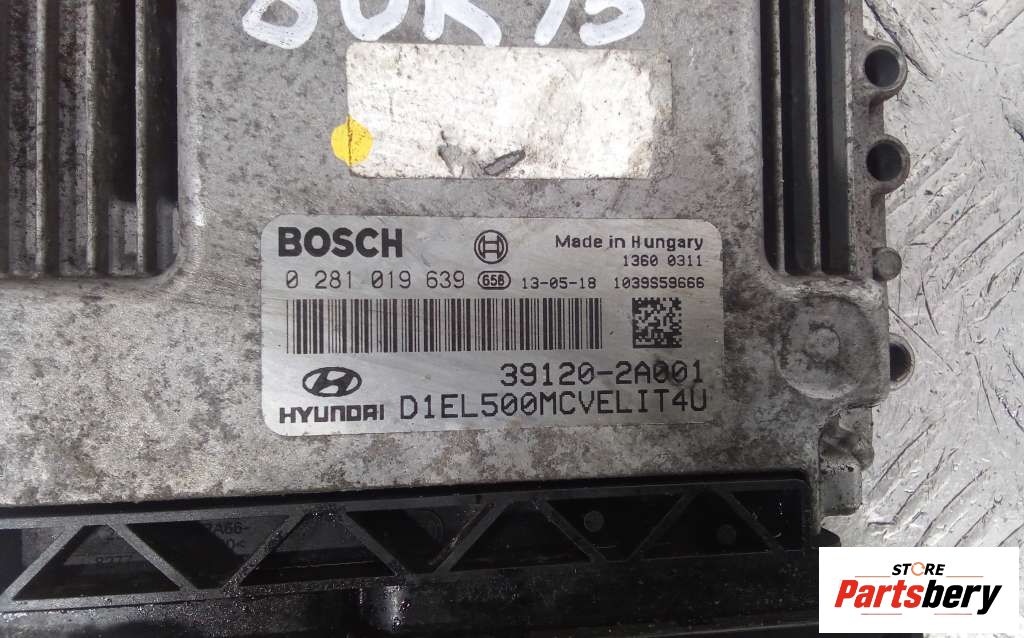 BOSCH
Made in Hungary
1360 0311
0 281 019 639 658 13-05-18 1039S59666
39120-2A001
HYUNDAI D1EL500MCVELIT4U
STORE
Partsbery